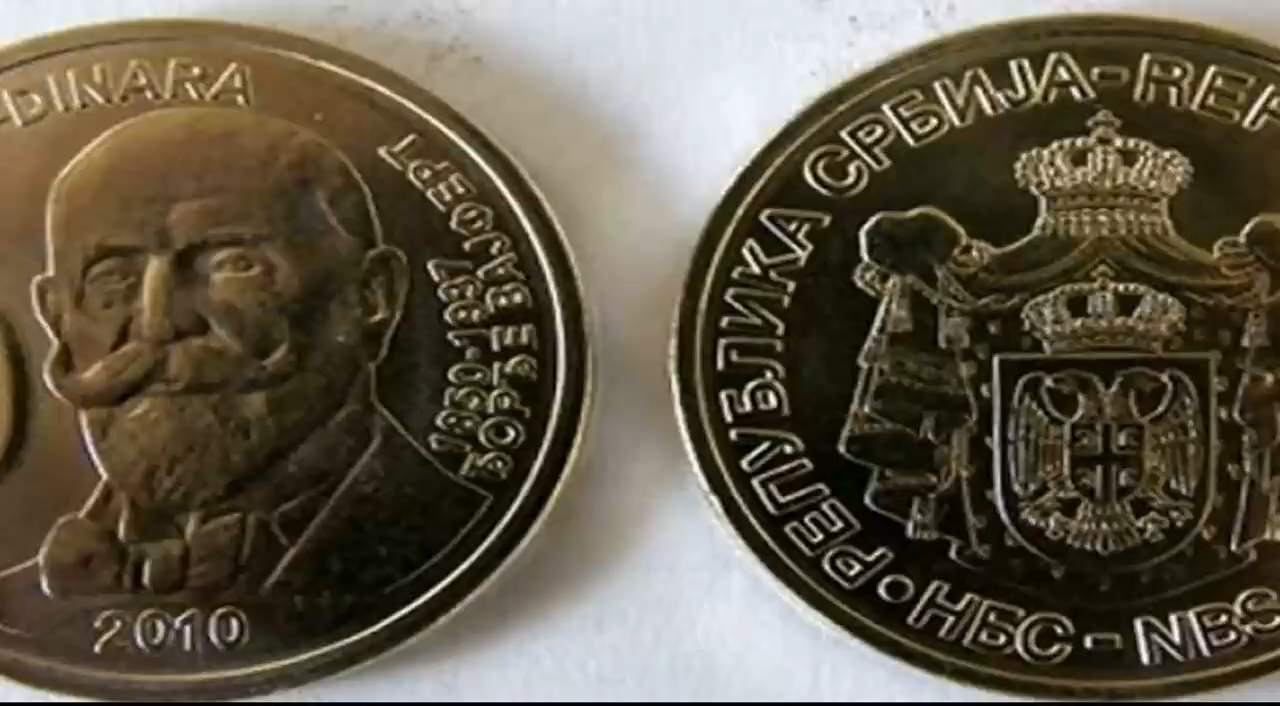 -DINARA
ЂОРЂЕ ВАЈФЕРТ
1850-1937
2010
РЕПУБЛИКА СРБИЈА-REP
• НБС - NBS